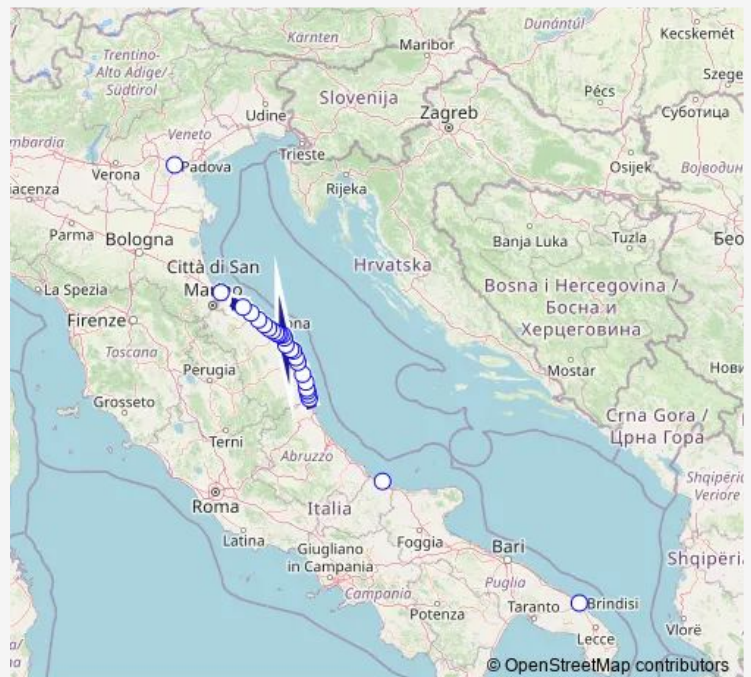 Kärnten
Maribor
Dunántúl
Kecskemét
Trentino-
Alto Adige/
Südtirol
Slovenija
Pécs
Szege
Суботица
Udine
Zagreb
mbardia
Veneto
Trieste
Verona
Padova
Rijeka
Osijek
Војводин
acenza
Parma
Bologna
Hrvatska
Banja Luka
Tuzla
Бео
Città di San
Marino
La Spezia
Bosna i Hercegovina /
Босна и
Херцеговина
Firenze
na
Toscana
Perugia
Mostar
Нови
Grosseto
Crna Gora /
Црна Гора
Terni
Abruzzo
Shqipëria
Veriore
Roma
Italia
Latina
Foggia
Bari
Giugliano
in Campania
Shqipëri
Campania
Puglia
Potenza
Taranto
Brindisi
Lecce
Vlorë
© OpenStreetMap contributors